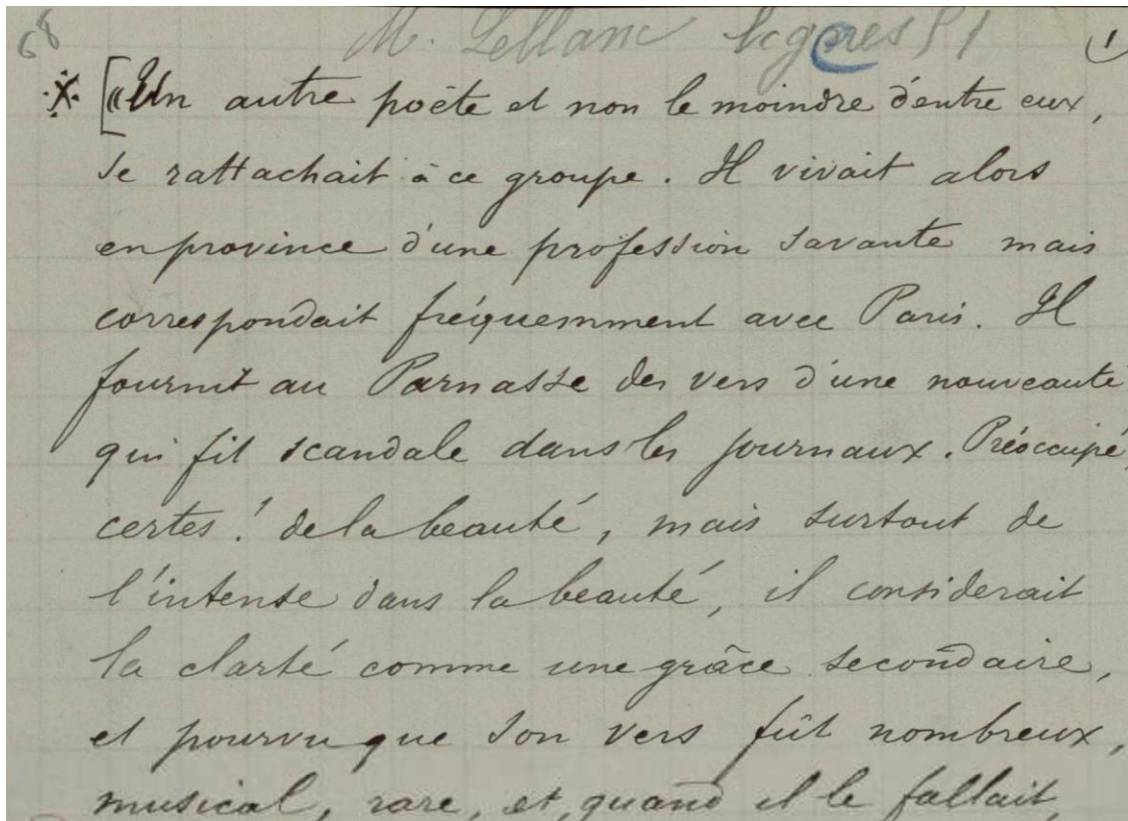 68 M. Leblanc (1
[«Un autre poète et non le moindre d'entre eux,
se rattachait à ce groupe. Il vivait alors
en province d'une profession savante mais
correspondait fréquemment avec Paris. Il
fournit au Parnasse des vers d'une nouveauté
qui fit scandale dans les journaux. Préoccupé,
certes ! de la beauté, mais surtout de
l'intense dans la beauté, il considerait
la clarté comme une grâce secondaire,
et pourvu que son vers fût nombreux,
musical, rare, et, quand il le fallait,